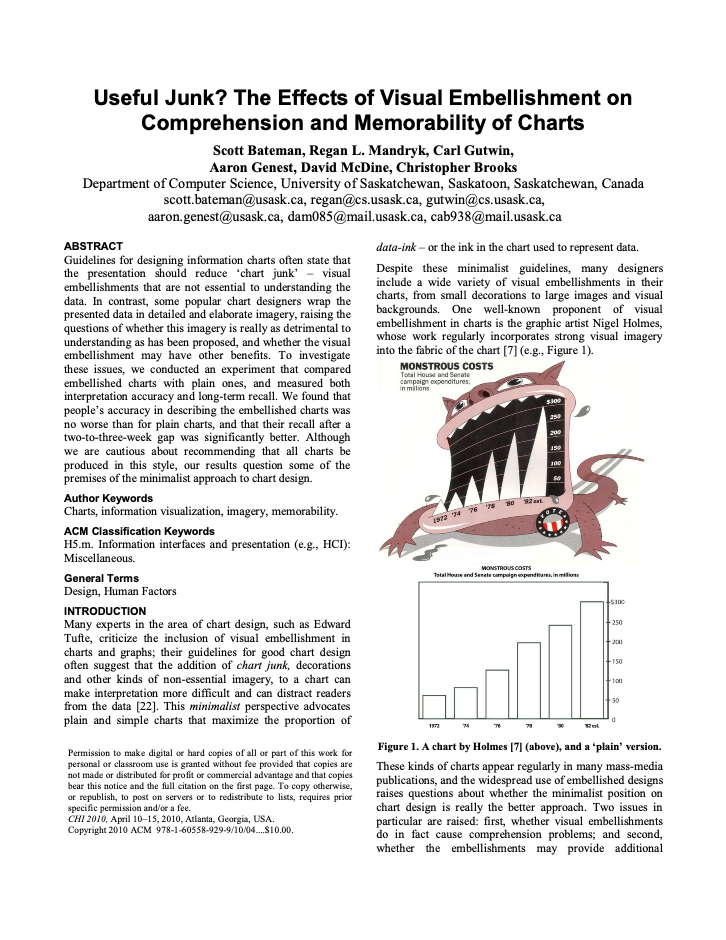 Useful Junk? The Effects of Visual Embellishment on
Comprehension and Memorability of Charts
Scott Bateman, Regan L. Mandryk, Carl Gutwin,
Aaron Genest, David McDine, Christopher Brooks
Department of Computer Science, University of Saskatchewan, Saskatoon, Saskatchewan, Canada
scott.bateman@usask.ca, regan@cs.usask.ca, gutwin@cs.usask.ca,
aaron.genest@usask.ca, dam085@mail.usask.ca, cab938@mail.usask.ca
ABSTRACT
Guidelines for designing information charts often state that
the presentation should reduce ‘chart junk’ – visual
embellishments that are not essential to understanding the
data. In contrast, some popular chart designers wrap the
presented data in detailed and elaborate imagery, raising the
questions of whether this imagery is really as detrimental to
understanding as has been proposed, and whether the visual
embellishment may have other benefits. To investigate
these issues, we conducted an experiment that compared
embellished charts with plain ones, and measured both
interpretation accuracy and long-term recall. We found that
people’s accuracy in describing the embellished charts was
no worse than for plain charts, and that their recall after a
two-to-three-week gap was significantly better. Although
we are cautious about recommending that all charts be
produced in this style, our results question some of the
premises of the minimalist approach to chart design.
Author Keywords
Charts, information visualization, imagery, memorability.
ACM Classification Keywords
H5.m. Information interfaces and presentation (e.g., HCI):
Miscellaneous.
General Terms
Design, Human Factors
INTRODUCTION
Many experts in the area of chart design, such as Edward
Tufte, criticize the inclusion of visual embellishment in
charts and graphs; their guidelines for good chart design
often suggest that the addition of chart junk, decorations
and other kinds of non-essential imagery, to a chart can
make interpretation more difficult and can distract readers
from the data [22]. This minimalist perspective advocates
plain and simple charts that maximize the proportion of
Permission to make digital or hard copies of all or part of this work for
personal or classroom use is granted without fee provided that copies are
not made or distributed for profit or commercial advantage and that copies
bear this notice and the full citation on the first page. To copy otherwise,
or republish, to post on servers or to redistribute to lists, requires prior
specific permission and/or a fee.
CHI 2010, April 10–15, 2010, Atlanta, Georgia, USA.
Copyright 2010 ACM 978-1-60558-929-9/10/04....$10.00.
data-ink – or the ink in the chart used to represent data.
Despite these minimalist guidelines, many designers
include a wide variety of visual embellishments in their
charts, from small decorations to large images and visual
backgrounds. One well-known proponent of visual
embellishment in charts is the graphic artist Nigel Holmes,
whose work regularly incorporates strong visual imagery
into the fabric of the chart [7] (e.g., Figure 1).
MONSTROUS COSTS
Total House and Senate
campaign expenditures,
in millions
$300
250
200
150
100
50
1972 '74 '76 '78 '80 '82 est.
VOTE
MONSTROUS COSTS
Total House and Senate campaign expenditures, in millions
$300
250
200
150
100
50
0
1972 '74 '76 '78 '80 '82 est.
Figure 1. A chart by Holmes [7] (above), and a ‘plain’ version.
These kinds of charts appear regularly in many mass-media
publications, and the widespread use of embellished designs
raises questions about whether the minimalist position on
chart design is really the better approach. Two issues in
particular are raised: first, whether visual embellishments
do in fact cause comprehension problems; and second,
whether the embellishments may provide additional